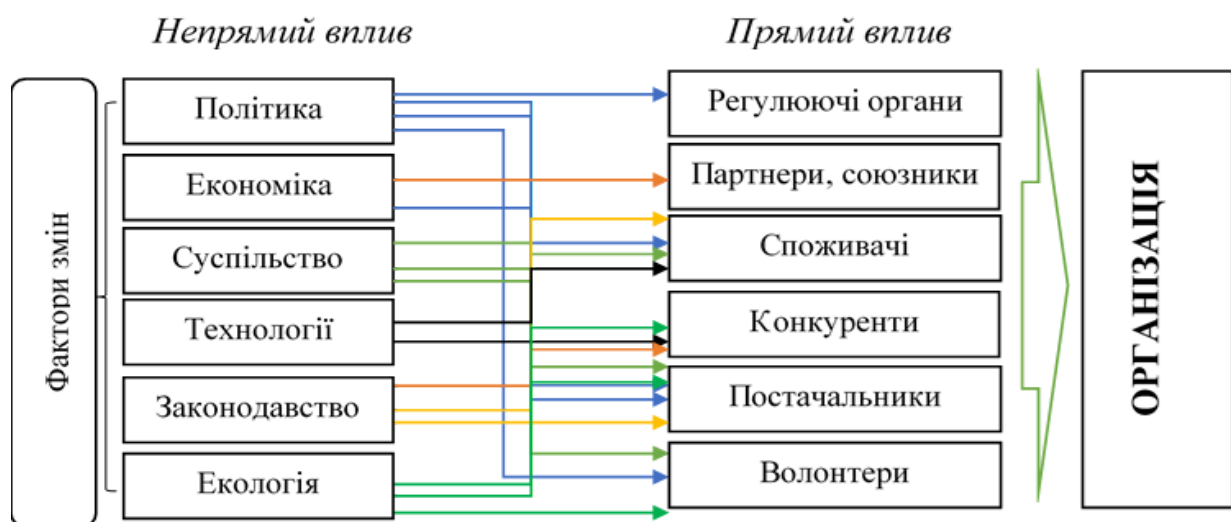 Непрямий вплив
Прямий вплив
Фактори змін
Політика
Економіка
Суспільство
Технології
Законодавство
Екологія
Регулюючі органи
Партнери, союзники
Споживачі
Конкуренти
Постачальники
Волонтери
ОРГАНІЗАЦІЯ